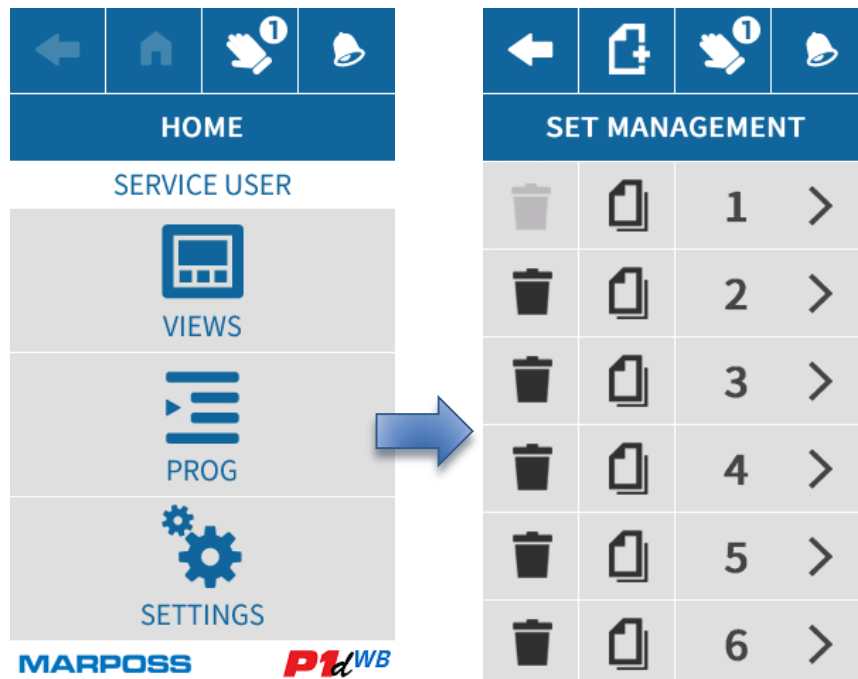 1
HOME
SERVICE USER
VIEWS
PROG
SETTINGS
MARPOSS
P1dWB
1
SET MANAGEMENT
1
2
3
4
5
6